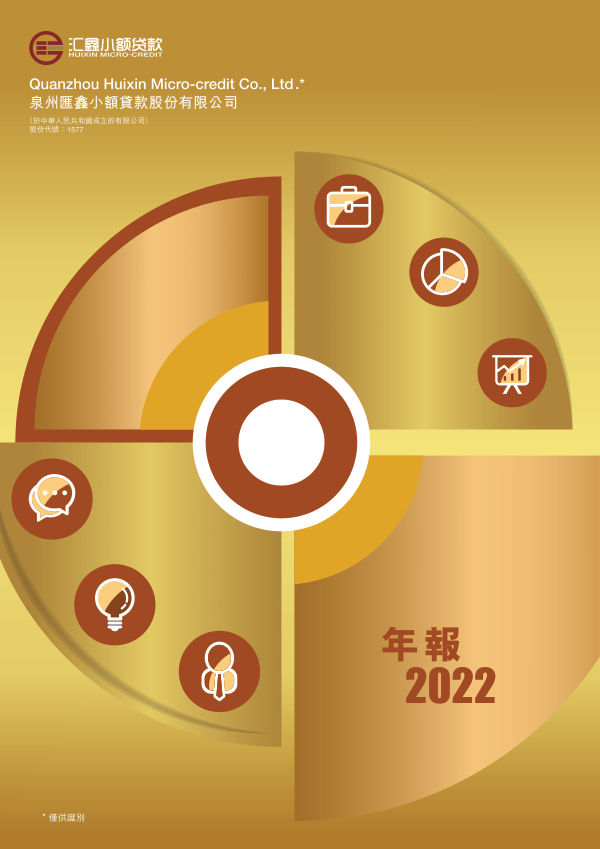 汇鑫小额贷款
HUIXIN MICRO-CREDIT
Quanzhou Huixin Micro-credit Co., Ltd.*
泉州匯鑫小額貸款股份有限公司
（於中華人民共和國成立的有限公司）
股份代號：1577
年報
2022
* 僅供識別